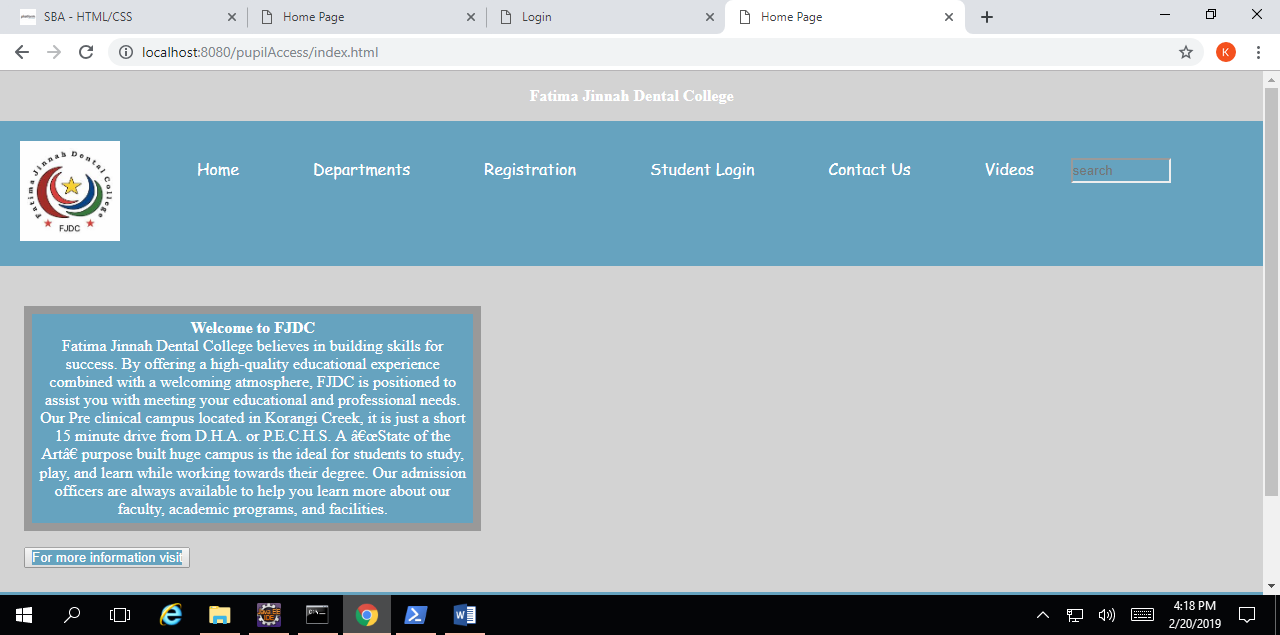 SBA - HTML/CSS
Home Page
Login
Home Page
localhost:8080/pupilAccess/index.html
K
Fatima Jinnah Dental College
Fatima Jinnah Dental College
FJDC
Home
Departments
Registration
Student Login
Contact Us
Videos
search
Welcome to FJDC
Fatima Jinnah Dental College believes in building skills for
success. By offering a high-quality educational experience
combined with a welcoming atmosphere, FJDC is positioned to
assist you with meeting your educational and professional needs.
Our Pre clinical campus located in Korangi Creek, it is just a short
15 minute drive from D.H.A. or P.E.C.H.S. A â€œState of the
Artâ€ purpose built huge campus is the ideal for students to study,
play, and learn while working towards their degree. Our admission
officers are always available to help you learn more about our
faculty, academic programs, and facilities.
For more information visit
4:18 PM
2/20/2019